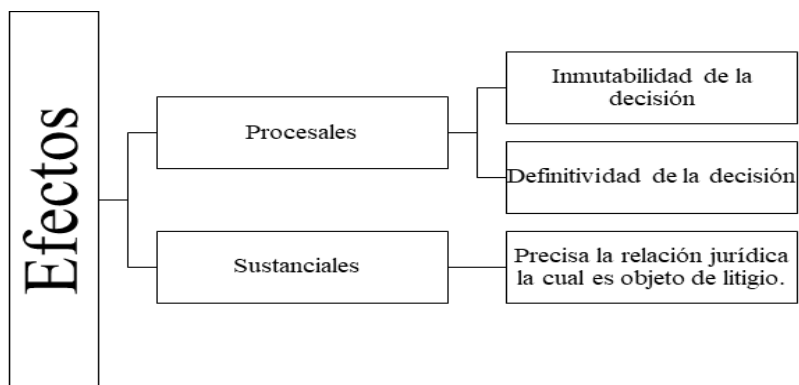 Efectos
Procesales
Inmutabilidad de la
decisión
Definitividad de la decisión
Sustanciales
Precisa la relación jurídica
la cual es objeto de litigio.